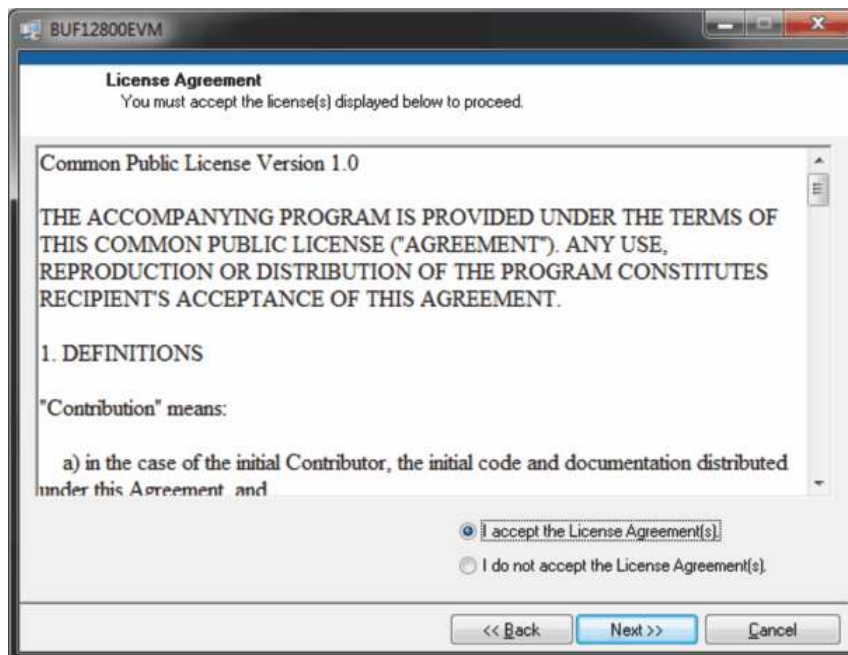 BUF12800EVM
License Agreement
You must accept the license(s) displayed below to proceed.
Common Public License Version 1.0
THE ACCOMPANYING PROGRAM IS PROVIDED UNDER THE TERMS OF
THIS COMMON PUBLIC LICENSE ("AGREEMENT"). ANY USE,
REPRODUCTION OR DISTRIBUTION OF THE PROGRAM CONSTITUTES
RECIPIENT'S ACCEPTANCE OF THIS AGREEMENT.
1. DEFINITIONS
"Contribution" means:
a) in the case of the initial Contributor, the initial code and documentation distributed
under this Agreement, and
I accept the License Agreement(s).
I do not accept the License Agreement(s).
<< Back
Next >>
Cancel